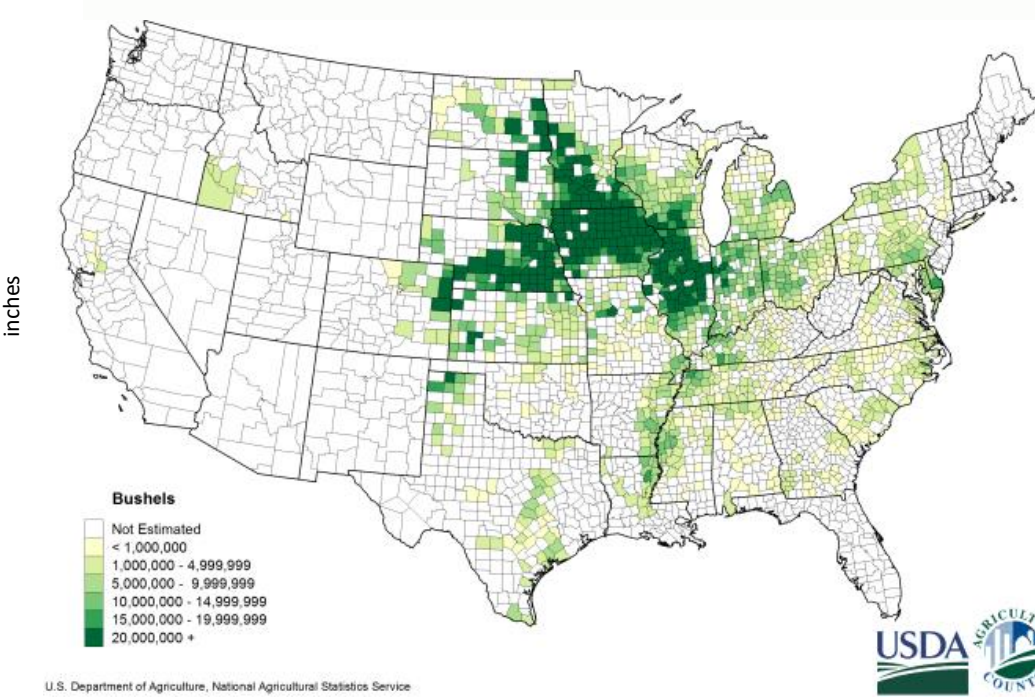 inches
Bushels
Not Estimated
< 1,000,000
1,000,000 - 4,999,999
5,000,000 - 9,999,999
10,000,000 - 14,999,999
15,000,000 - 19,999,999
20,000,000 +
U.S. Department of Agriculture, National Agricultural Statistics Service
USDA
AGRICULT
COUNT